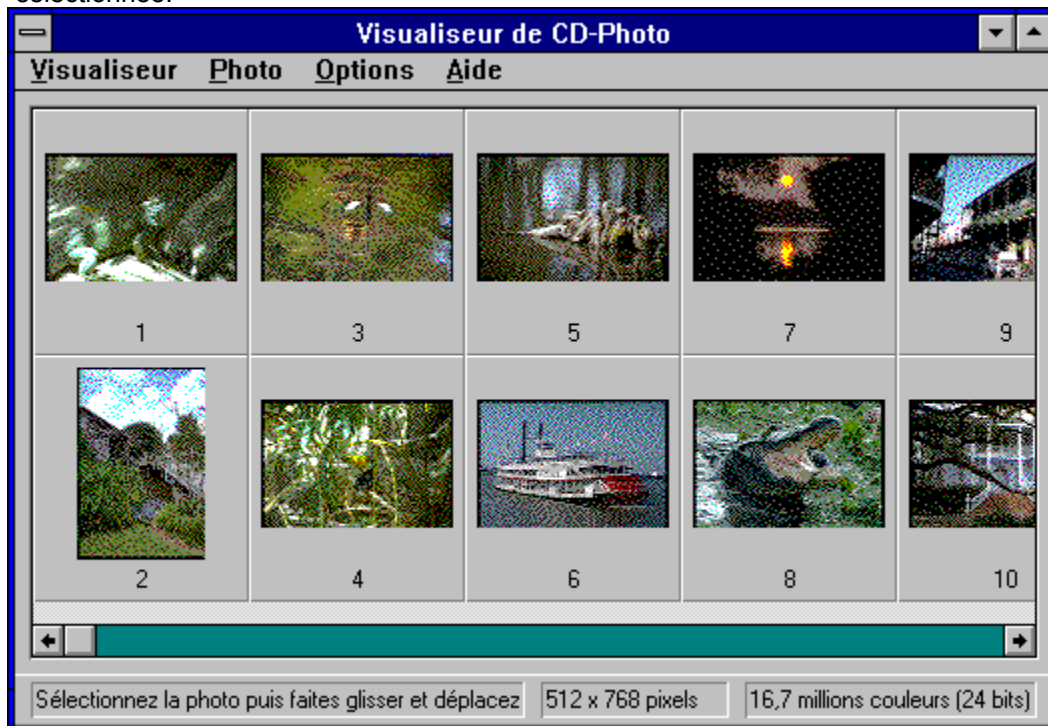 sélectionnée.
Visualiseur de CD-Photo
Visualiseur Photo Options Aide
1 3 5 7 9
2 4 6 8 10
Sélectionnez la photo puis faites glisser et déplacez 512 x 768 pixels 16,7 millions couleurs (24 bits)